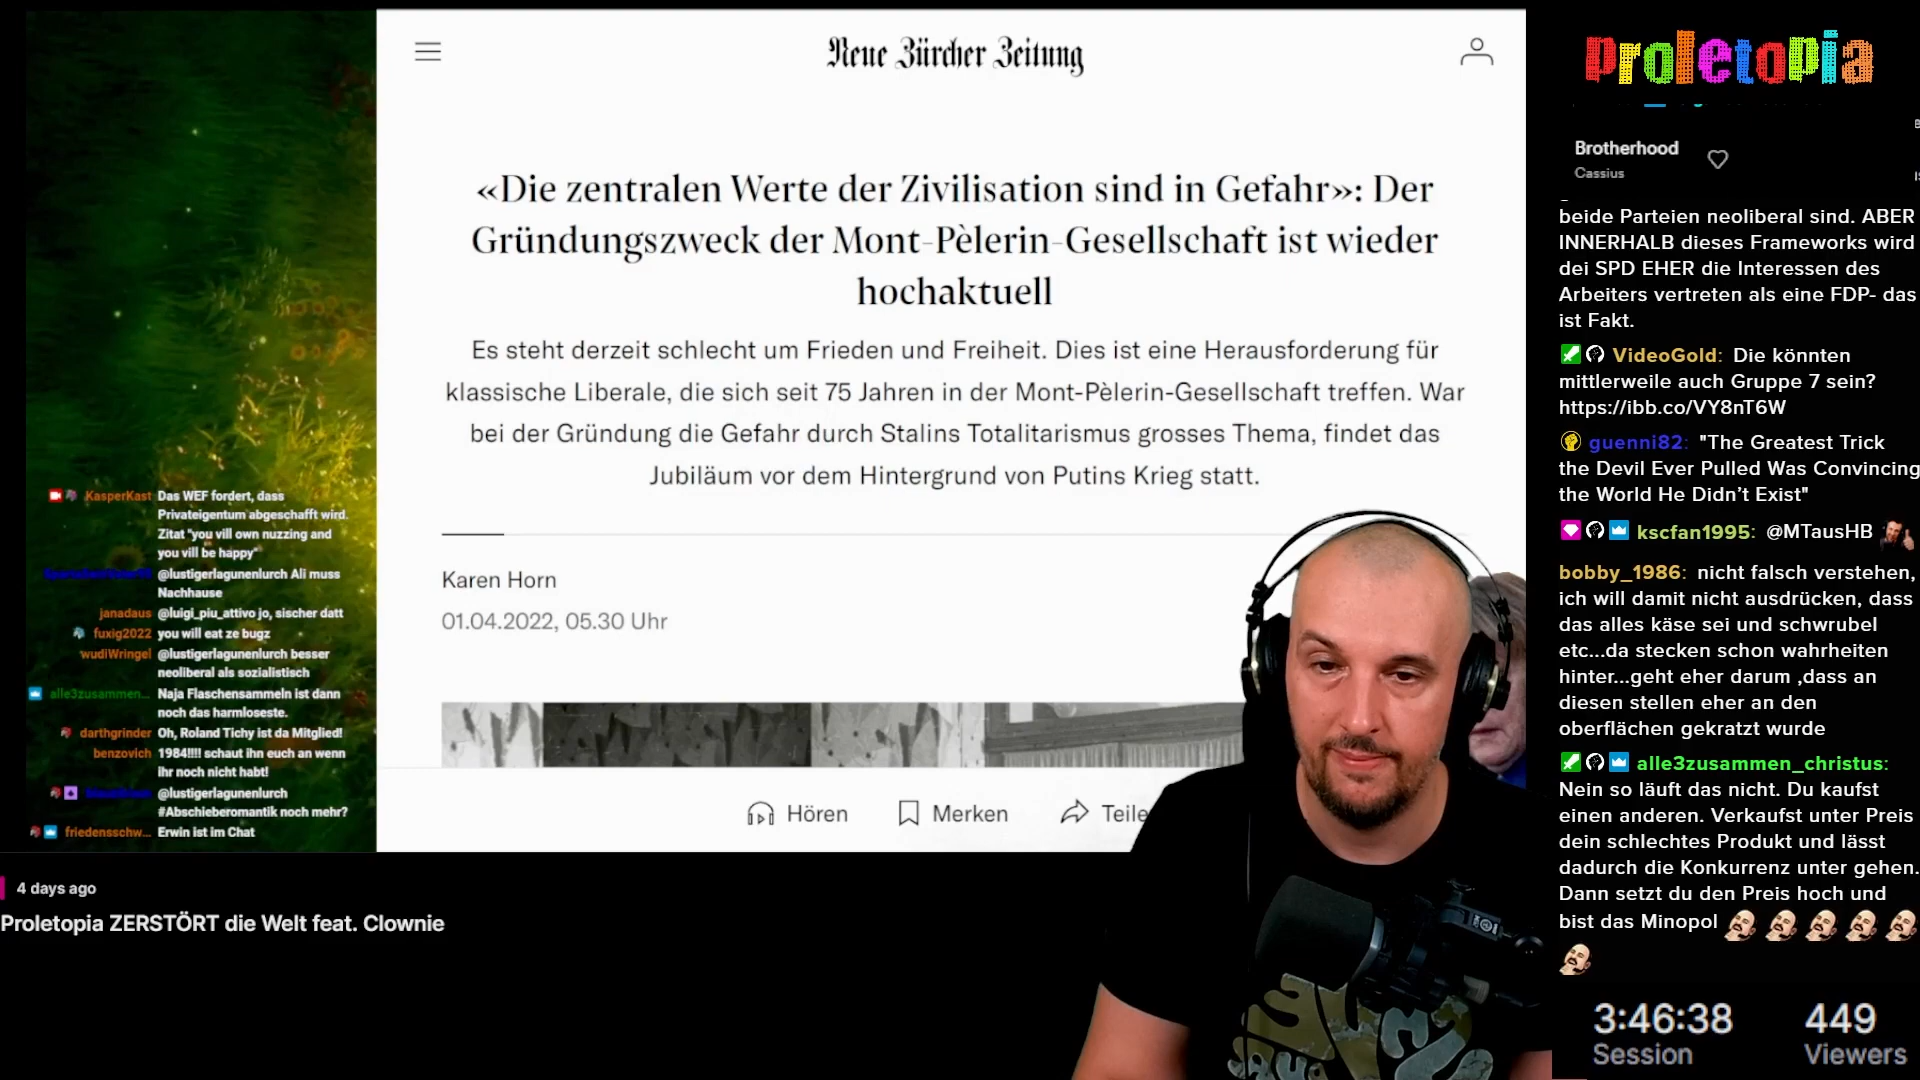 Neue Zürcher Zeitung
«Die zentralen Werte der Zivilisation sind in Gefahr»: Der
Gründungszweck der Mont-Pèlerin-Gesellschaft ist wieder
hochaktuell
Es steht derzeit schlecht um Frieden und Freiheit. Dies ist eine Herausforderung für
klassische Liberale, die sich seit 75 Jahren in der Mont-Pèlerin-Gesellschaft treffen. War
bei der Gründung die Gefahr durch Stalins Totalitarismus grosses Thema, findet das
Jubiläum vor dem Hintergrund von Putins Krieg statt.
Karen Horn
01.04.2022, 05.30 Uhr
Hören Merken Teile
KasperKast Das WEF fordert, dass
Privateigentum abgeschafft wird.
Zitat "you vill own nuzzing and
you vill be happy"
@lustigerlagunenlurch Ali muss
Nachhause
janadaus @luigi_piu_attivo jo, sischer datt
fuxig2022 you will eat ze bugz
wudiWringel @lustigerlagunenlurch besser
neoliberal als sozialistisch
alle3zusammen... Naja Flaschensammeln ist dann
noch das harmloseste.
darthgrinder Oh, Roland Tichy ist da Mitglied!
benzovich 1984!!!! schaut ihn euch an wenn
ihr noch nicht habt!
@lustigerlagunenlurch
#Abschieberomantik noch mehr?
friedensschw... Erwin ist im Chat
4 days ago
Proletopia ZERSTÖRT die Welt feat. Clownie
Proletopia
Brotherhood
Cassius
beide Parteien neoliberal sind. ABER
INNERHALB dieses Frameworks wird
dei SPD EHER die Interessen des
Arbeiters vertreten als eine FDP- das
ist Fakt.
VideoGold: Die könnten
mittlerweile auch Gruppe 7 sein?
https://ibb.co/VY8nT6W
guenni82: "The Greatest Trick
the Devil Ever Pulled Was Convincing
the World He Didn't Exist"
kscfan1995: @MTausHB
bobby_1986: nicht falsch verstehen,
ich will damit nicht ausdrücken, dass
das alles käse sei und schwrubel
etc...da stecken schon wahrheiten
hinter...geht eher darum ,dass an
diesen stellen eher an den
oberflächen gekratzt wurde
alle3zusammen_christus:
Nein so läuft das nicht. Du kaufst
einen anderen. Verkaufst unter Preis
dein schlechtes Produkt und lässt
dadurch die Konkurrenz unter gehen.
Dann setzt du den Preis hoch und
bist das Minopol
3:46:38 449
Session Viewers